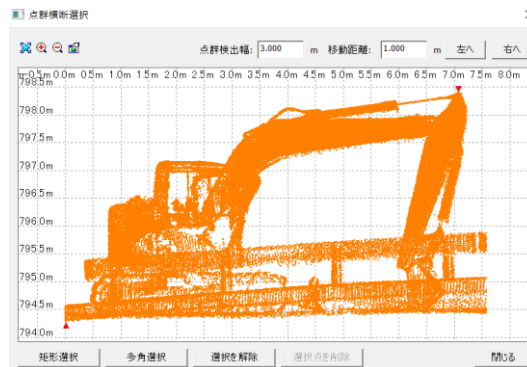 点群横断選択
点群検出幅: 3.000 m 移動距離: 1.000 m 左へ 右へ
-0.5m 0.0m 0.5m 1.0m 1.5m 2.0m 2.5m 3.0m 3.5m 4.0m 4.5m 5.0m 5.5m 6.0m 6.5m 7.0m 7.5m 8.0m
798.5m
798.0m
797.5m
797.0m
796.5m
796.0m
795.5m
795.0m
794.5m
794.0m
矩形選択 多角選択 選択を解除 選択点を削除 閉じる